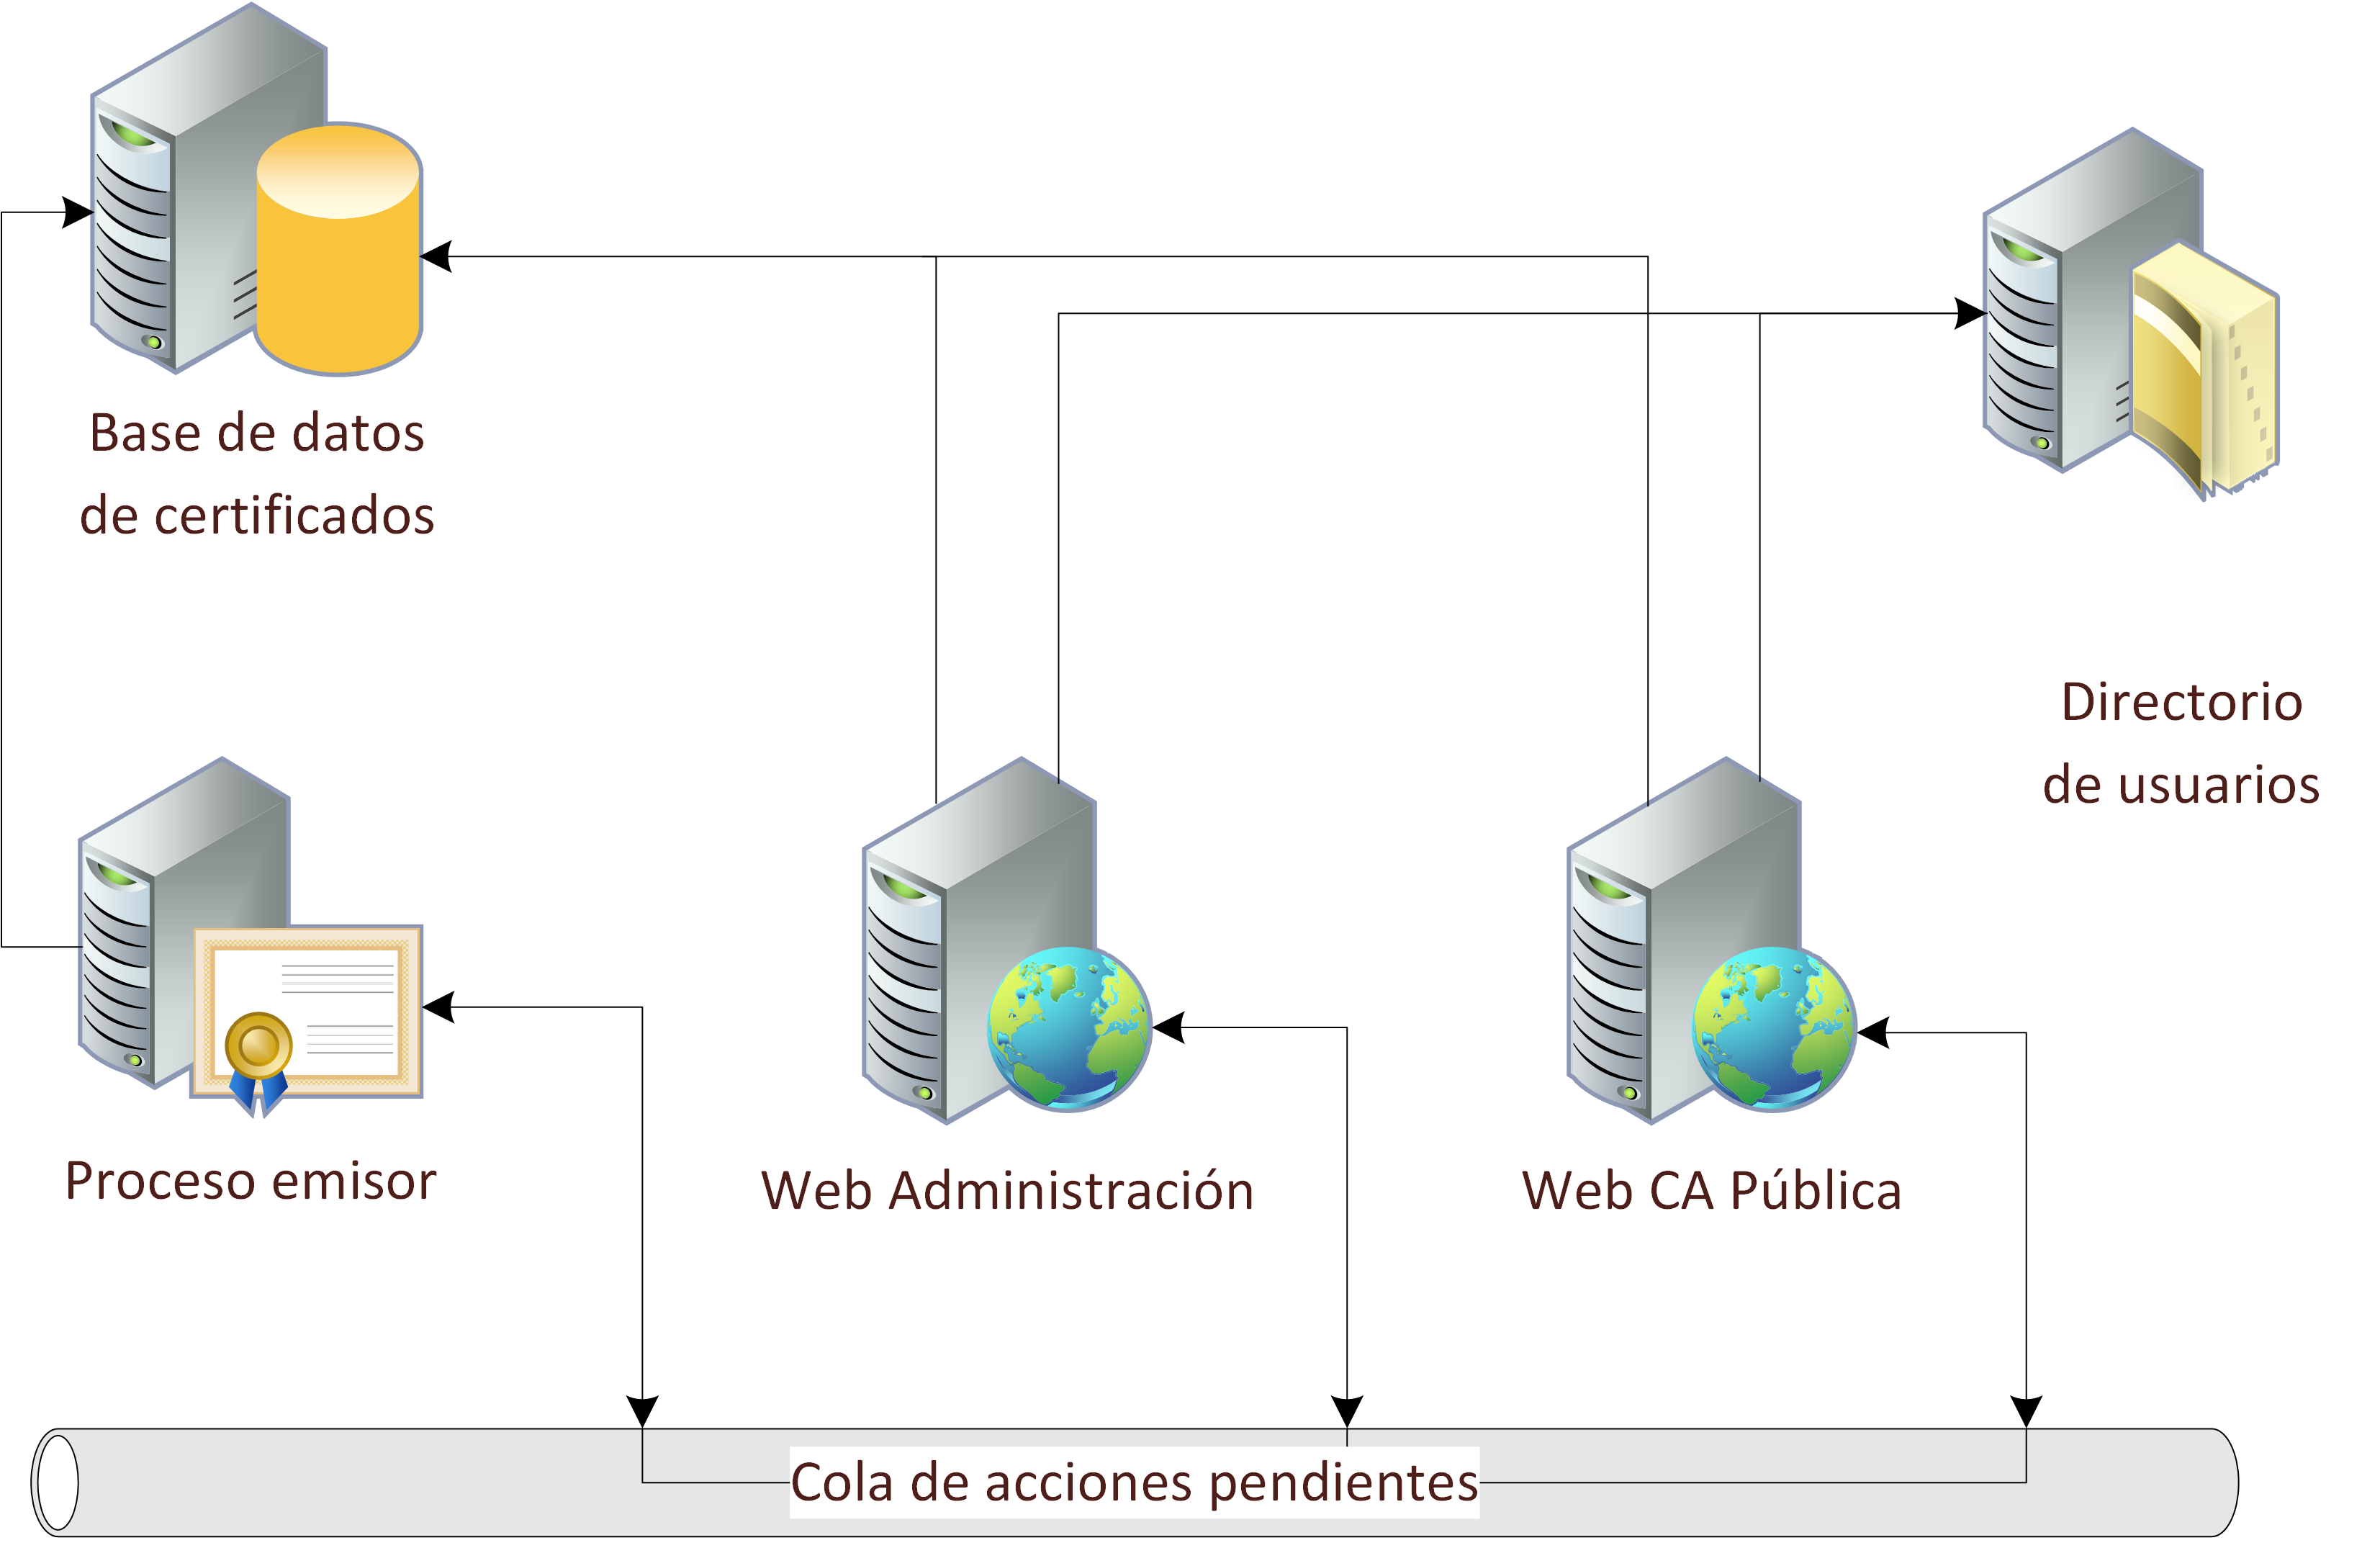 Base de datos
de certificados
Directorio
de usuarios
Proceso emisor
Web Administración
Web CA Pública
Cola de acciones pendientes